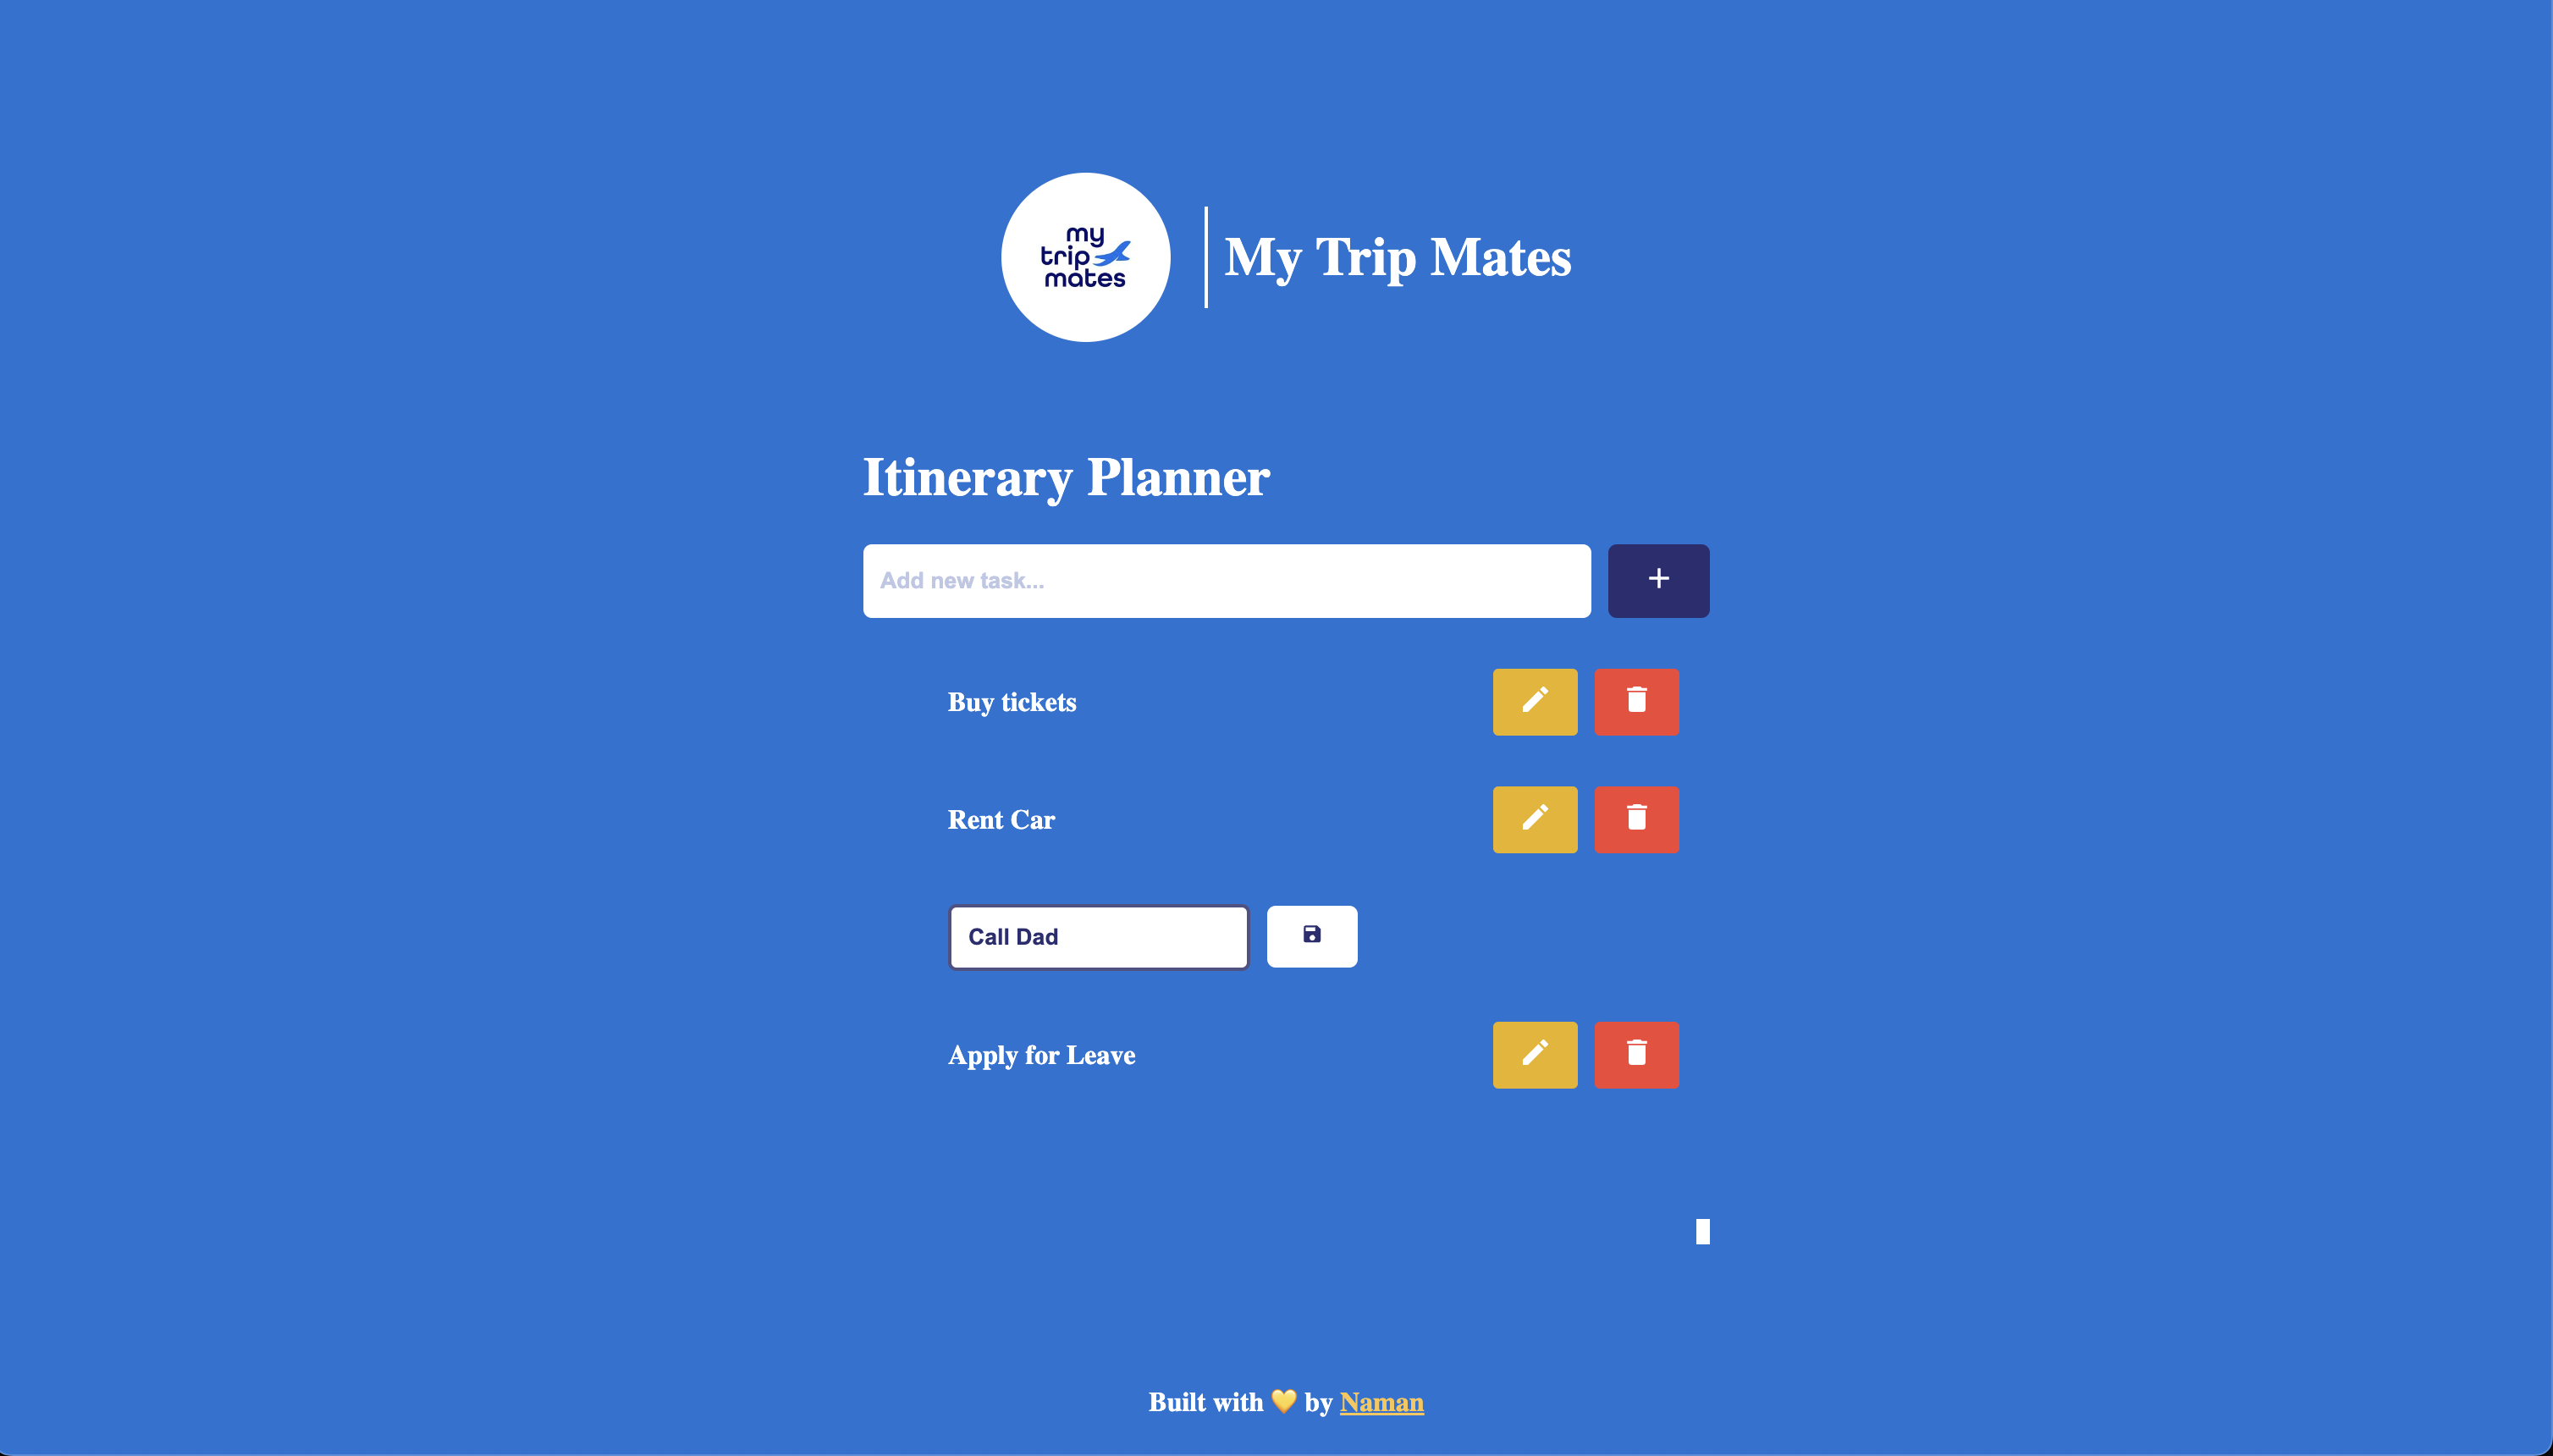 my
trip
mates
My Trip Mates
Itinerary Planner
Add new task...
Buy tickets
Rent Car
Call Dad
Apply for Leave
Built with 💛 by Naman